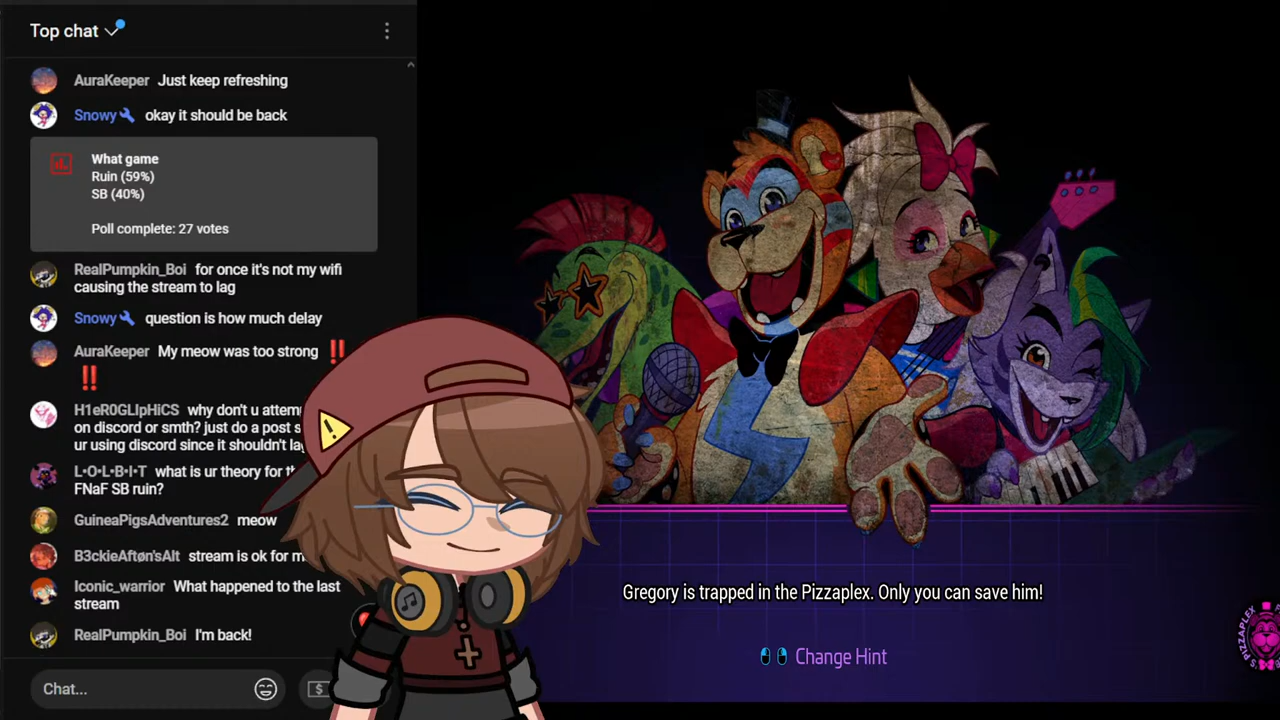 Top chat
AuraKeeper Just keep refreshing
Snowy okay it should be back
What game
Ruin (59%)
SB (40%)
Poll complete: 27 votes
RealPumpkin_Boi for once it's not my wifi
causing the stream to lag
Snowy question is how much delay
AuraKeeper My meow was too strong ‼️
‼️
H1eR0GLIpHiCS why don't u
on discord or smth? just do a post
ur using discord since it shouldn't
L•O•L•B•I•T what is ur theory for
FNaF SB ruin?
GuineaPigsAdventures2 meow
B3ckieAftøn'sAlt stream is ok for
Iconic_warrior What happened to the last
stream
RealPumpkin_Boi I'm back!
Chat...
Gregory is trapped in the Pizzaplex. Only you can save him!
Change Hint
PIZZAPLEX